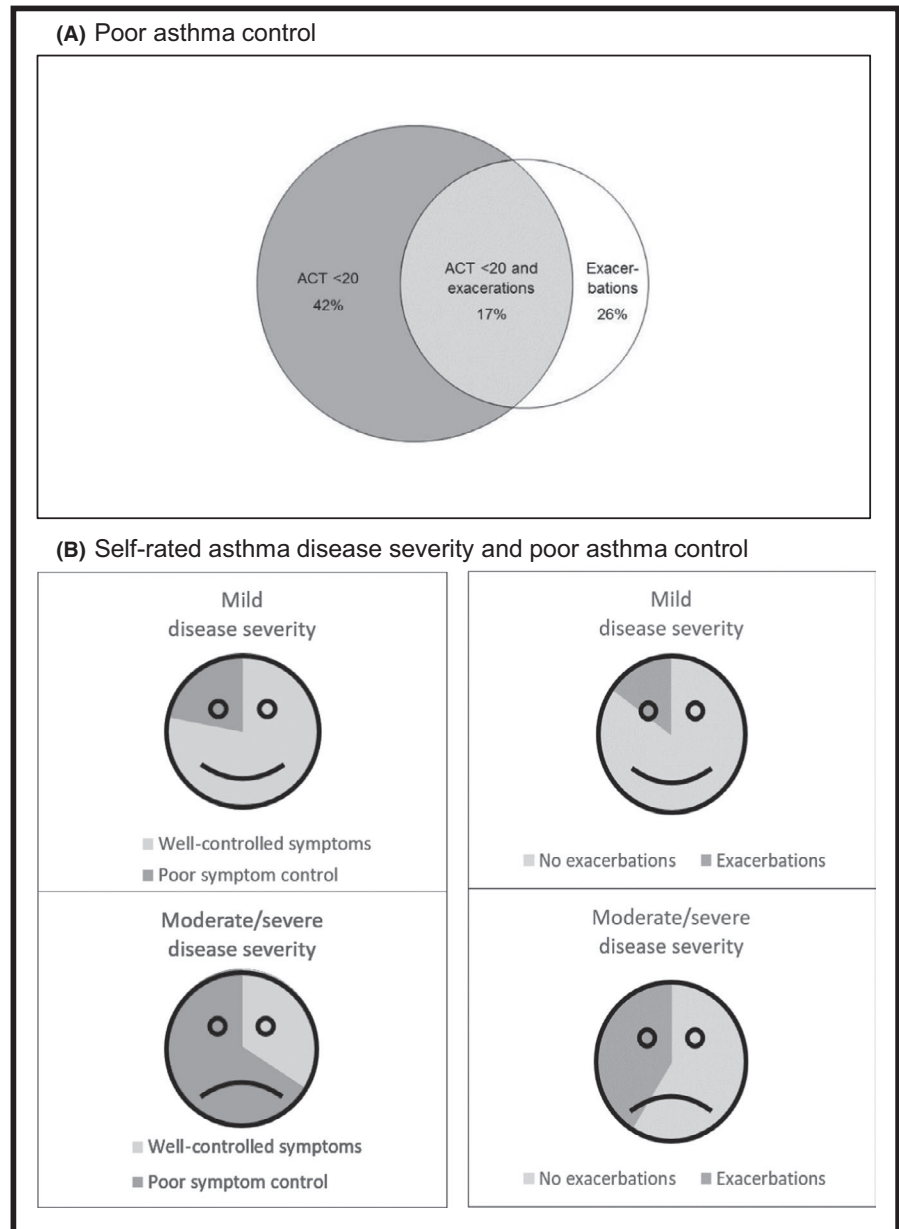 (A) Poor asthma control
ACT <20
42%
ACT <20 and
exacerations
17%
Exacer-
bations
26%
(B) Self-rated asthma disease severity and poor asthma control
Mild
disease severity
Well-controlled symptoms
Poor symptom control
Mild
disease severity
No exacerbations Exacerbations
Moderate/severe
disease severity
Well-controlled symptoms
Poor symptom control
Moderate/severe
disease severity
No exacerbations Exacerbations